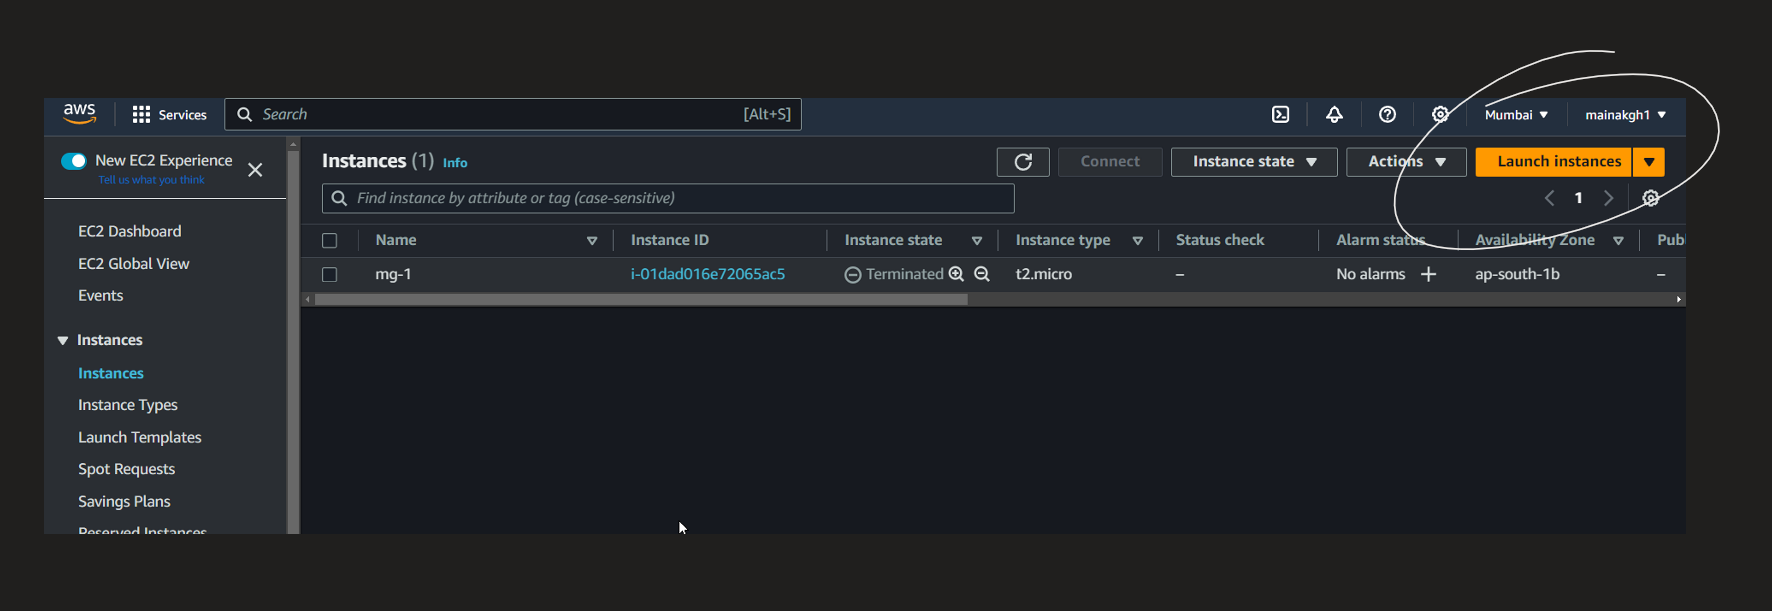 aws Services Search [Alt+S] Mumbai mainakgh1
New EC2 Experience
Tell us what you think
EC2 Dashboard
EC2 Global View
Events
Instances
Instances
Instance Types
Launch Templates
Spot Requests
Savings Plans
Reserved Instances
Instances (1) Info Connect Instance state Actions Launch instances
Find instance by attribute or tag (case-sensitive) 1
Name Instance ID Instance state Instance type Status check Alarm status Availability Zone Publ
mg-1 i-01dad016e72065ac5 Terminated t2.micro – No alarms + ap-south-1b –